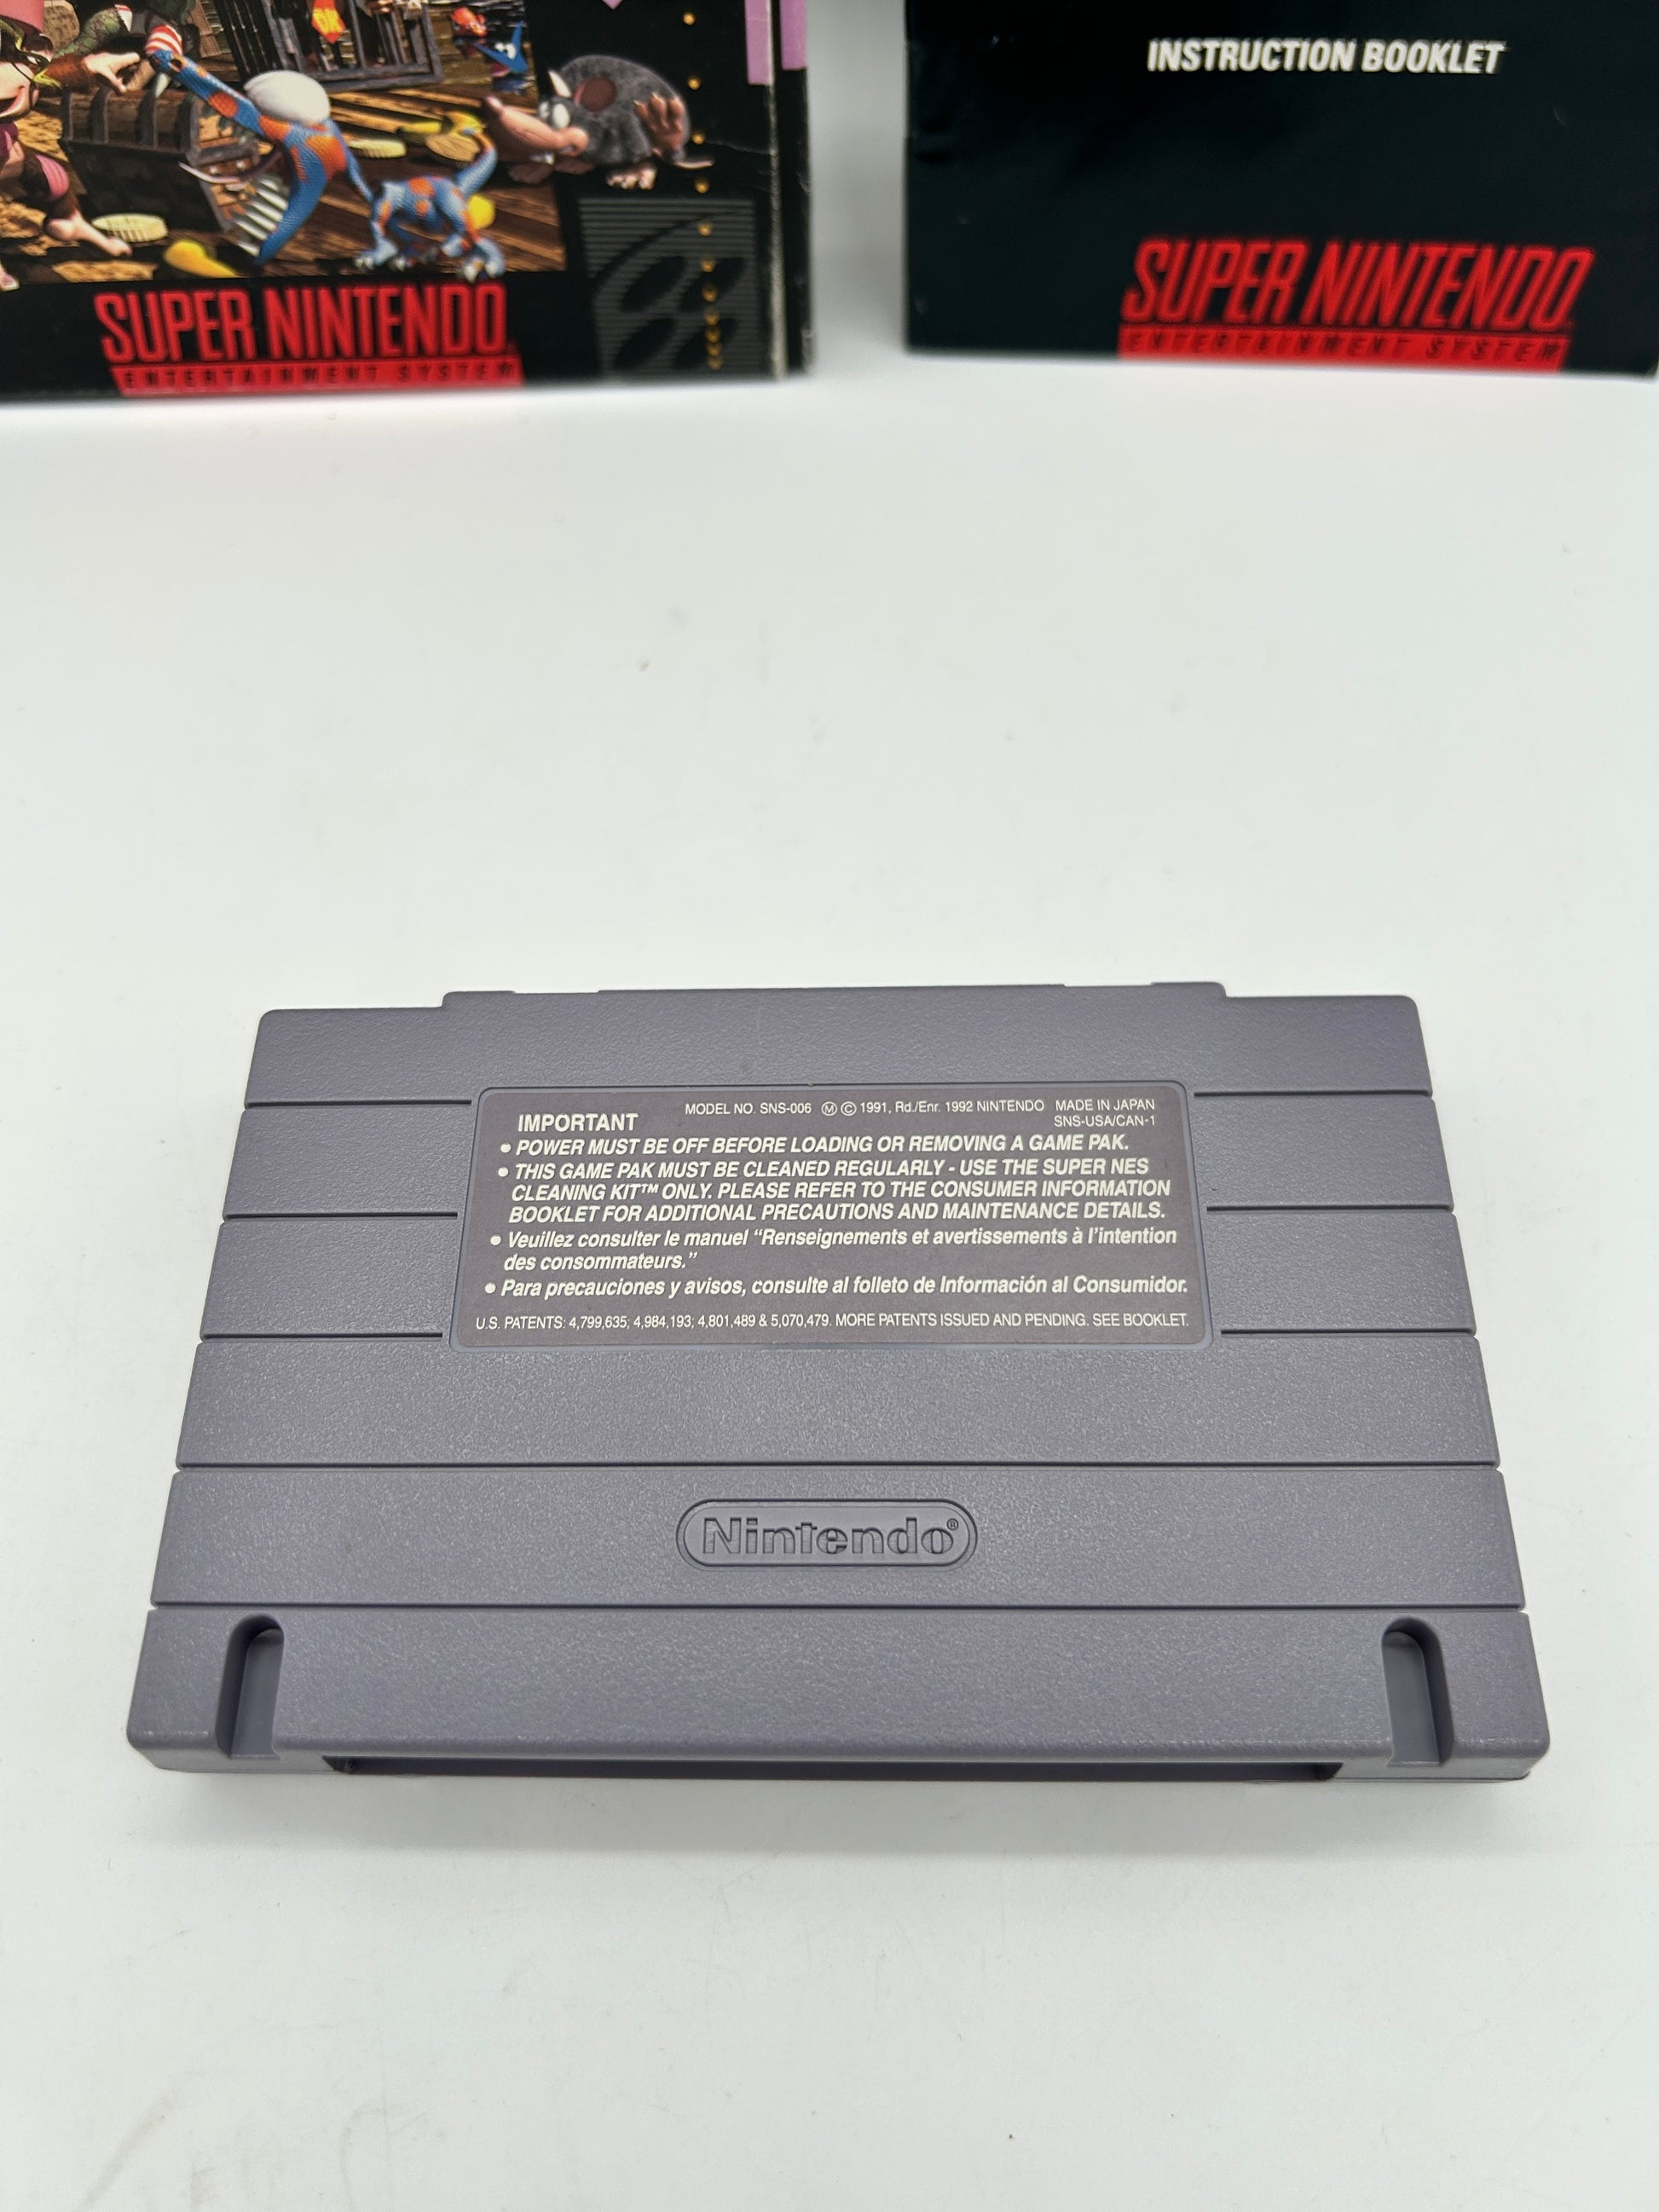 SUPER NINTENDO
ENTERTAINMENT SYSTEM
INSTRUCTION BOOKLET
SUPER NINTENDO
ENTERTAINMENT SYSTEM
IMPORTANT
MODEL NO. SNS-006 Ⓜ © 1991, Rd./Enr. 1992 NINTENDO MADE IN JAPAN
SNS-USA/CAN-1
• POWER MUST BE OFF BEFORE LOADING OR REMOVING A GAME PAK.
• THIS GAME PAK MUST BE CLEANED REGULARLY - USE THE SUPER NES
CLEANING KIT™ ONLY. PLEASE REFER TO THE CONSUMER INFORMATION
BOOKLET FOR ADDITIONAL PRECAUTIONS AND MAINTENANCE DETAILS.
• Veuillez consulter le manuel “Renseignements et avertissements à l’intention
des consommateurs.”
• Para precauciones y avisos, consulte al folleto de Información al Consumidor.
U.S. PATENTS: 4,799,635; 4,984,193; 4,801,489 & 5,070,479. MORE PATENTS ISSUED AND PENDING. SEE BOOKLET.
Nintendo®